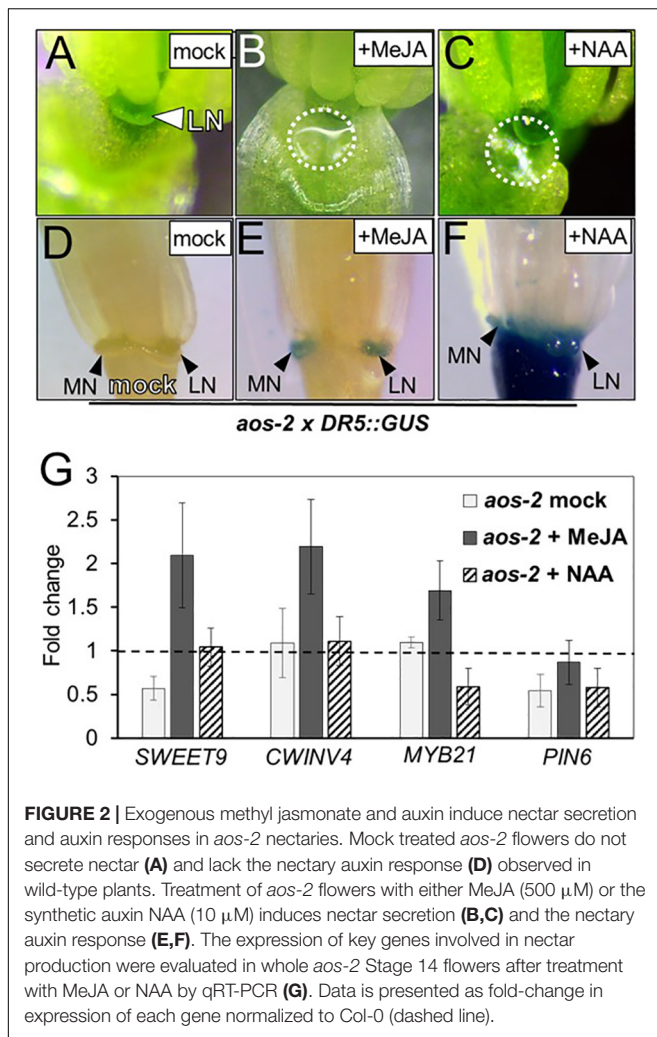 A
mock
LN
B
+MeJA
C
+NAA
D
mock
MN
mock
LN
E
+MeJA
MN
LN
F
+NAA
MN
LN
aos-2 x DR5::GUS
G
Fold change
3
2.5
2
1.5
1
0.5
0
aos-2 mock
aos-2 + MeJA
aos-2 + NAA
SWEET9
CWINV4
MYB21
PIN6
FIGURE 2 | Exogenous methyl jasmonate and auxin induce nectar secretion
and auxin responses in aos-2 nectaries. Mock treated aos-2 flowers do not
secrete nectar (A) and lack the nectary auxin response (D) observed in
wild-type plants. Treatment of aos-2 flowers with either MeJA (500 μM) or the
synthetic auxin NAA (10 μM) induces nectar secretion (B,C) and the nectary
auxin response (E,F). The expression of key genes involved in nectar
production were evaluated in whole aos-2 Stage 14 flowers after treatment
with MeJA or NAA by qRT-PCR (G). Data is presented as fold-change in
expression of each gene normalized to Col-0 (dashed line).